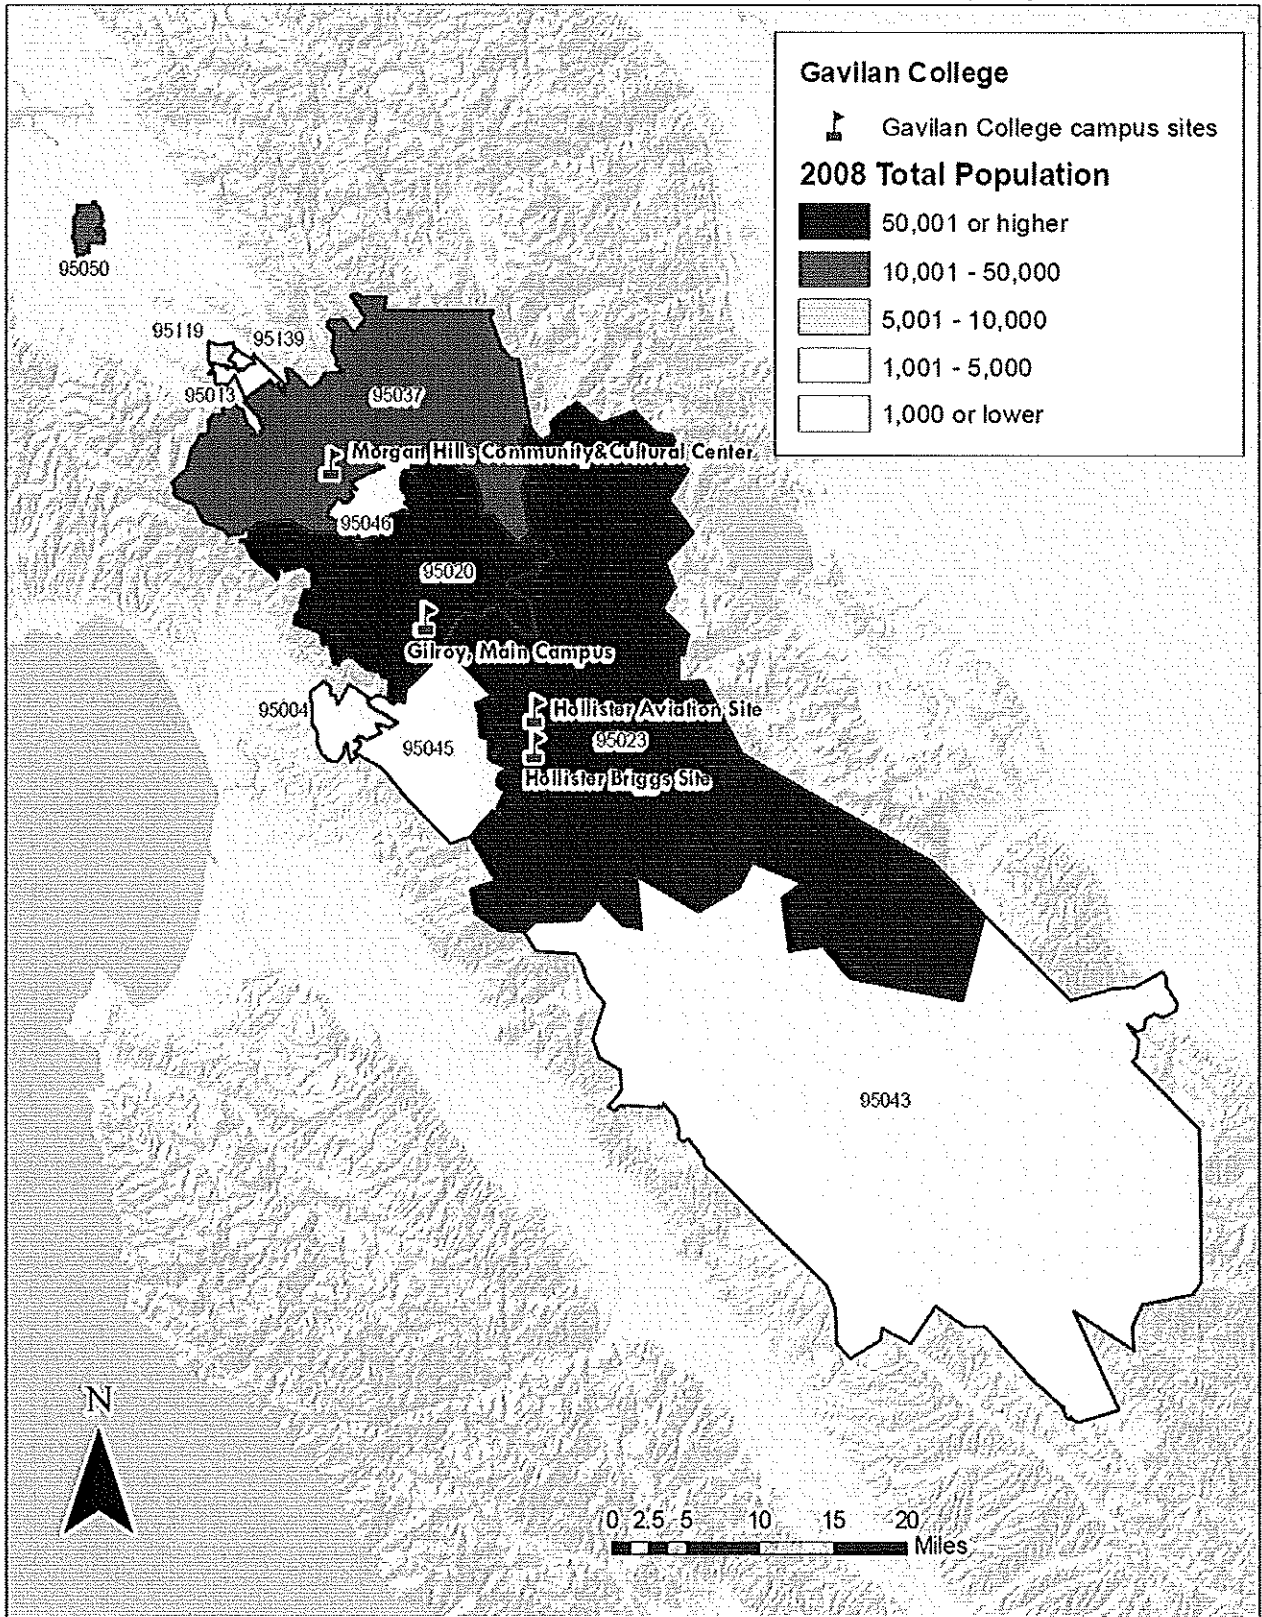 Gavilan College
Gavilan College campus sites
2008 Total Population
50,001 or higher
10,001 - 50,000
5,001 - 10,000
1,001 - 5,000
1,000 or lower
95050
95119
95139
95013
95037
Morgan Hills Community&Cultural Center
95046
95020
Gilroy, Main Campus
95004
Hollister Aviation Site
95045
95023
Hollister Briggs Site
95043
N
0 2.5 5 10 15 20
Miles